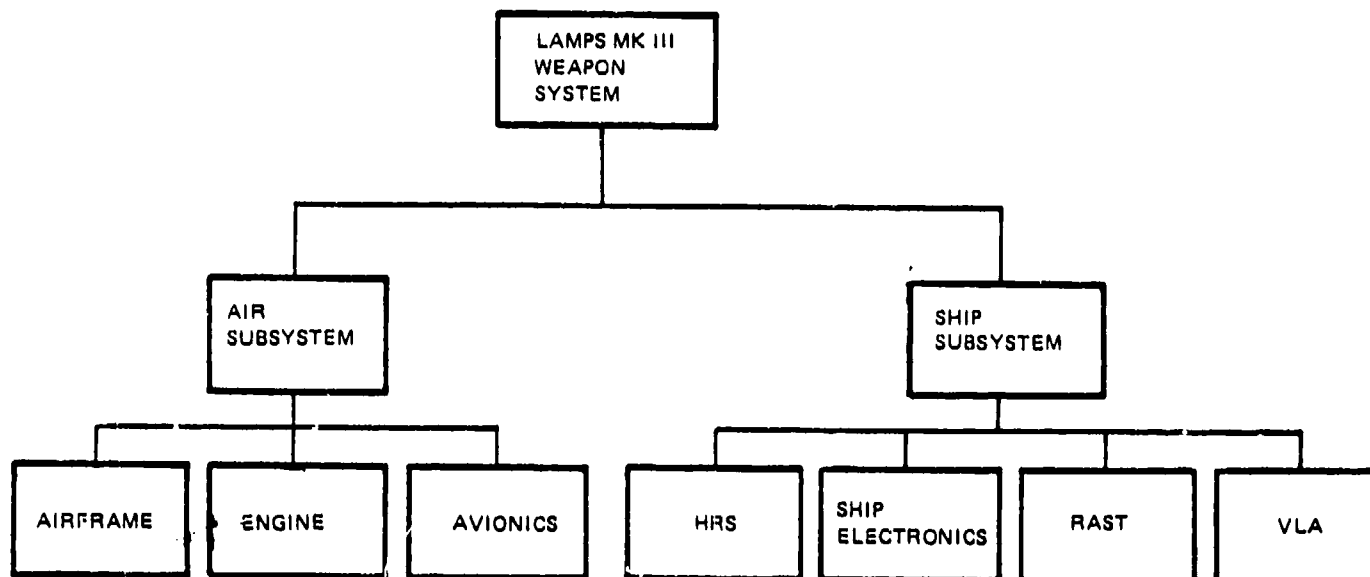 LAMPS MK III
WEAPON
SYSTEM
AIR
SUBSYSTEM
SHIP
SUBSYSTEM
AIRFRAME
ENGINE
AVIONICS
HRS
SHIP
ELECTRONICS
RAST
VLA